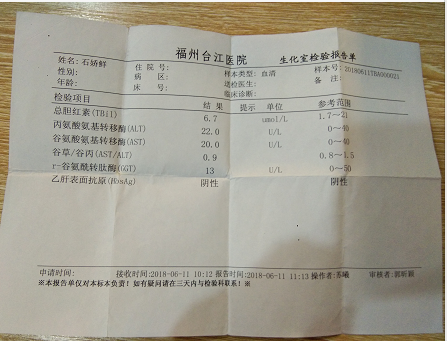 福州台江医院 生化室检验报告单
姓名:石娇鲜 住院号: 样本类型:血清 样本号:20180611TBA000021
性别: 病区: 送检医生: 备注:
年龄: 床号: 临床诊断:
检验项目 结果 提示 单位 参考范围
总胆红素(TBil) 6.7 umol/L 1.7~21
丙氨酸氨基转移酶(ALT) 22.0 U/L 0~40
谷氨酸氨基转移酶(AST) 20.0 U/L 0~40
谷草/谷丙(AST/ALT) 0.9 0.8~1.5
r-谷氨酰转肽酶(GGT) 13 U/L 0~50
乙肝表面抗原(HbsAg) 阴性 阴性
申请时间: 接收时间:2018-06-11 10:12 报告时间:2018-06-11 11:13 操作者:苏曦 审核者:
※本报告单仅对本标本负责!如有疑问请在三天内与检验科联系!※